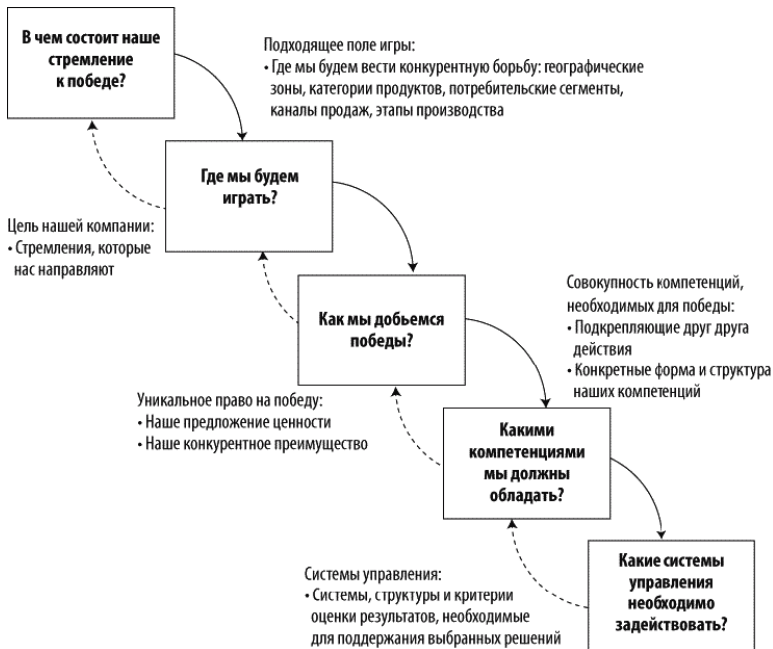 В чем состоит наше
стремление
к победе?
Подходящее поле игры:
• Где мы будем вести конкурентную борьбу: географические
зоны, категории продуктов, потребительские сегменты,
каналы продаж, этапы производства
Где мы будем
играть?
Цель нашей компании:
• Стремления, которые
нас направляют
Как мы добьемся
победы?
Совокупность компетенций,
необходимых для победы:
• Подкрепляющие друг друга
действия
• Конкретные форма и структура
наших компетенций
Уникальное право на победу:
• Наше предложение ценности
• Наше конкурентное преимущество
Какими
компетенциями
мы должны
обладать?
Системы управления:
• Системы, структуры и критерии
оценки результатов, необходимые
для поддержания выбранных решений
Какие системы
управления
необходимо
задействовать?